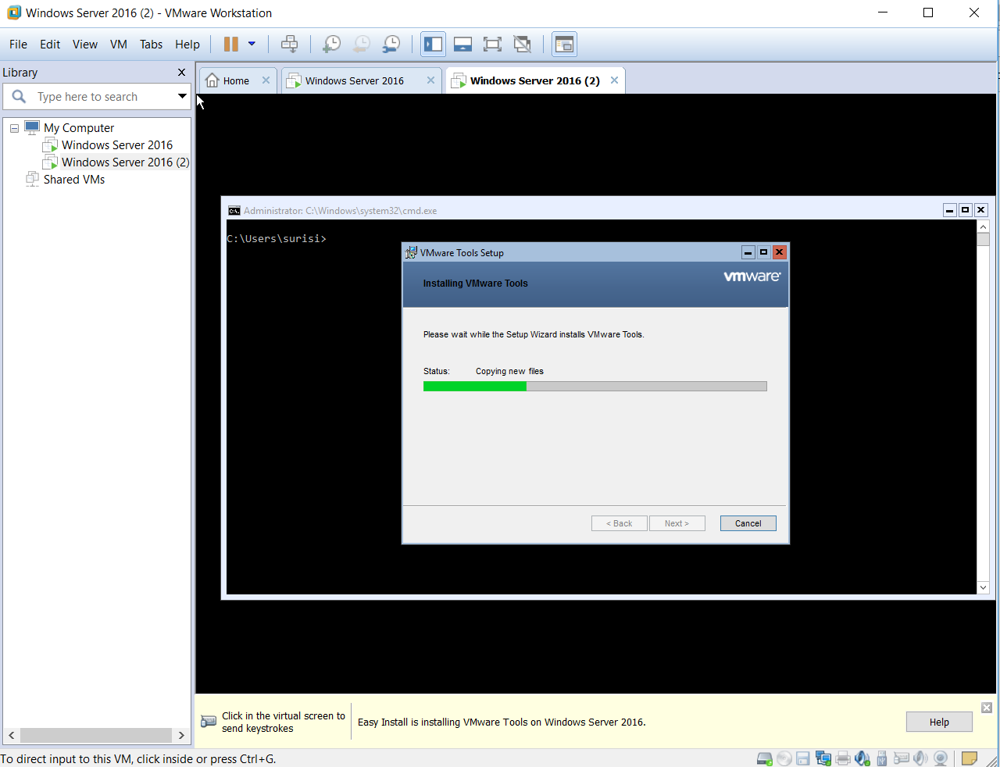 Windows Server 2016 (2) - VMware Workstation
File Edit View VM Tabs Help
Library
Type here to search
My Computer
Windows Server 2016
Windows Server 2016 (2)
Shared VMs
Home
Windows Server 2016
Windows Server 2016 (2)
Administrator: C:\Windows\system32\cmd.exe
C:\Users\surisi>
VMware Tools Setup
Installing VMware Tools
vmware
Please wait while the Setup Wizard installs VMware Tools.
Status: Copying new files
< Back Next > Cancel
Click in the virtual screen to
send keystrokes
Easy Install is installing VMware Tools on Windows Server 2016.
Help
To direct input to this VM, click inside or press Ctrl+G.